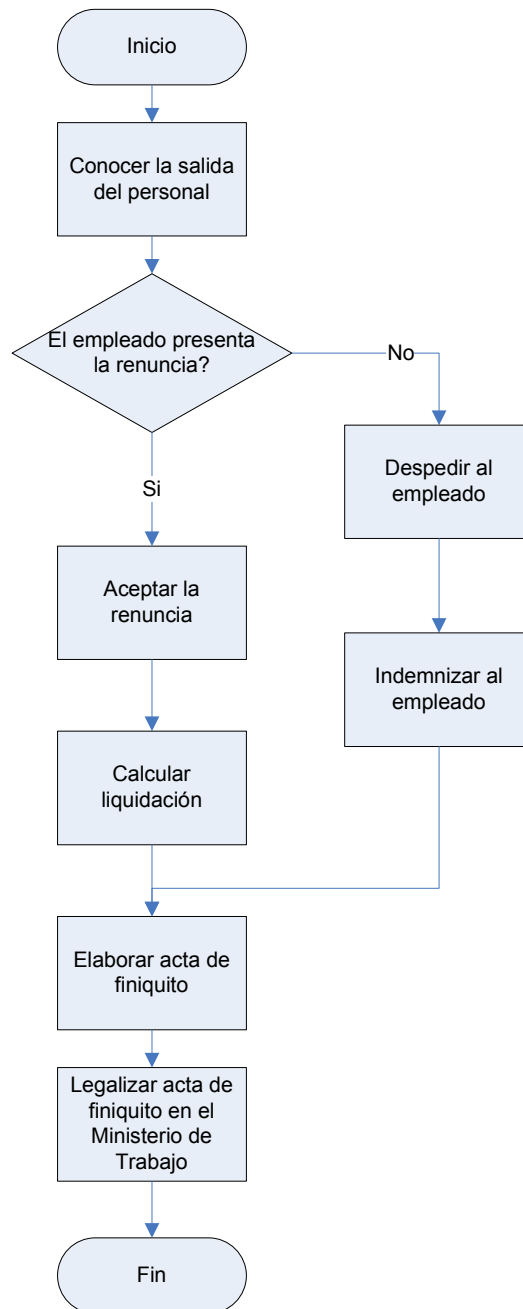 Inicio
Conocer la salida
del personal
El empleado presenta
la renuncia?
No
Si
Despedir al
empleado
Aceptar la
renuncia
Indemnizar al
empleado
Calcular
liquidación
Elaborar acta de
finiquito
Legalizar acta de
finiquito en el
Ministerio de
Trabajo
Fin